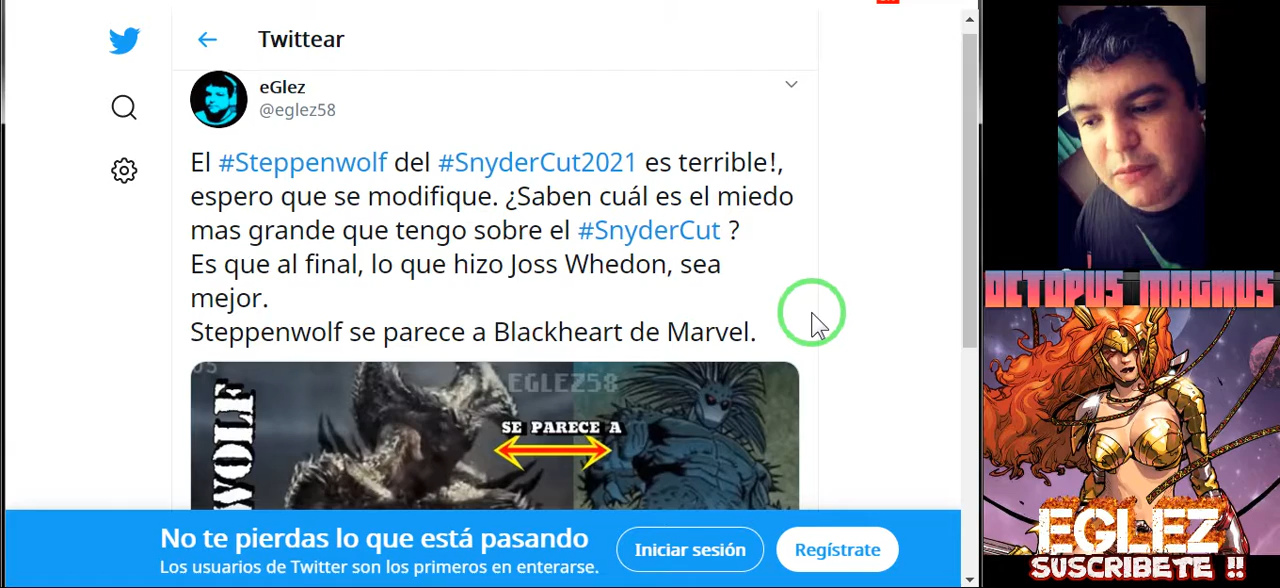 Twittear
eGlez
@eglez58
El #Steppenwolf del #SnyderCut2021 es terrible!,
espero que se modifique. ¿Saben cuál es el miedo
mas grande que tengo sobre el #SnyderCut ?
Es que al final, lo que hizo Joss Whedon, sea
mejor.
Steppenwolf se parece a Blackheart de Marvel.
EGLEZ58
SE PARECE A
WOLF
No te pierdas lo que está pasando
Los usuarios de Twitter son los primeros en enterarse.
Iniciar sesión
Regístrate
OCTOPUS MAGNUS
EGLEZ
SUSCRIBETE !!